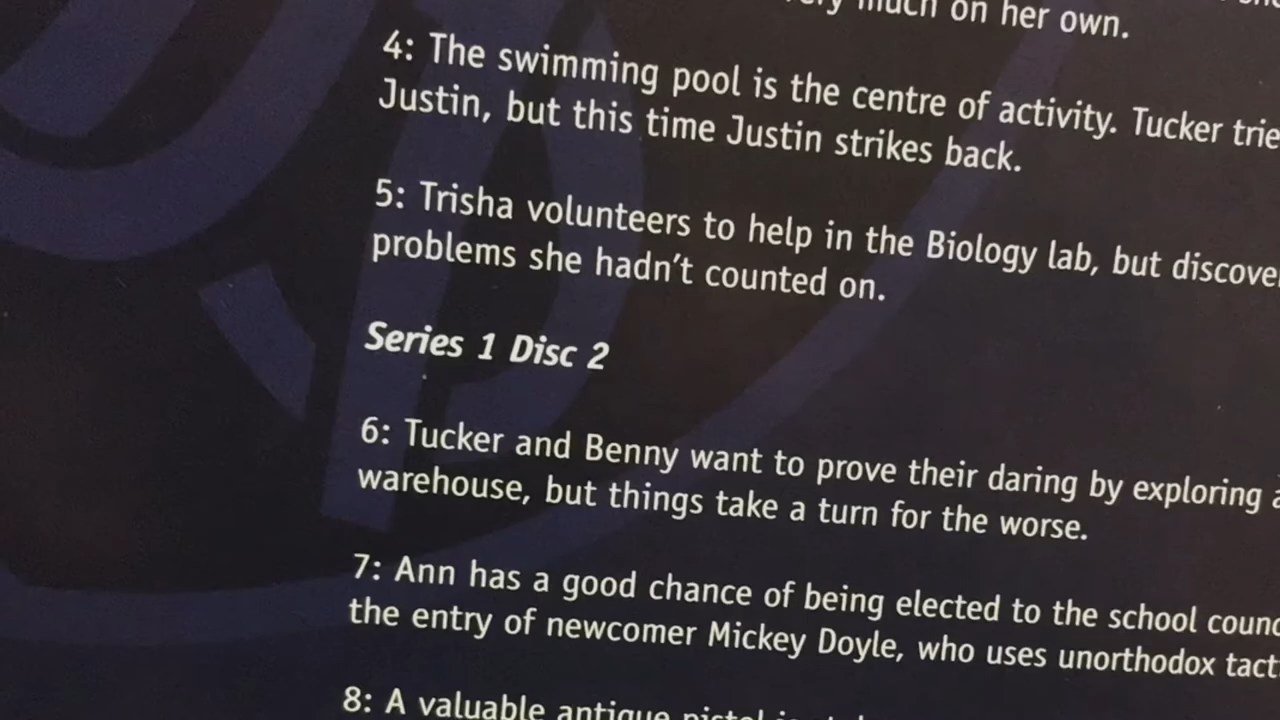 much on her own.
4: The swimming pool is the centre of activity. Tucker
Justin, but this time Justin strikes back.
5: Trisha volunteers to help in the Biology lab, but
problems she hadn't counted on.
Series 1 Disc 2
6: Tucker and Benny want to prove their daring by exploring
warehouse, but things take a turn for the worse.
7: Ann has a good chance of being elected to the school
the entry of newcomer Mickey Doyle, who uses unorthodox
8: A valuable antique pistol